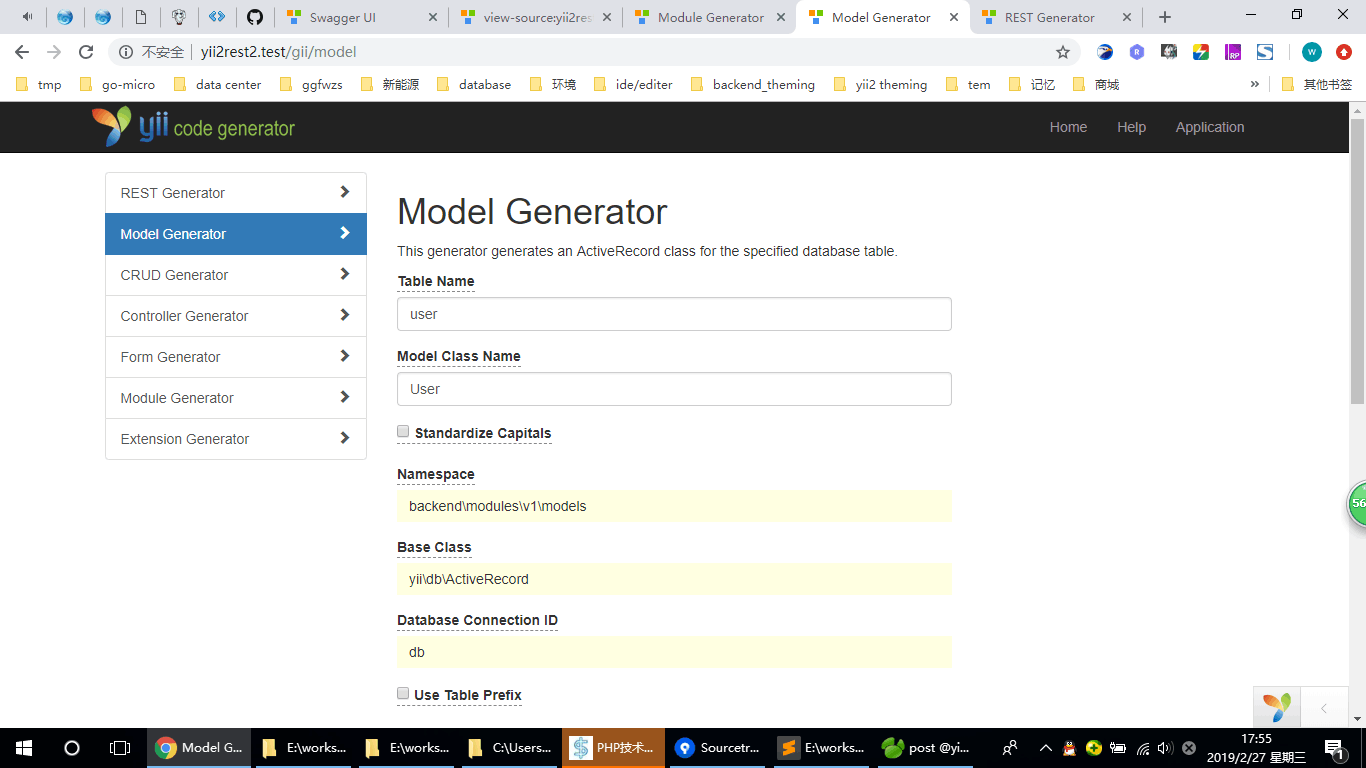 Swagger UI
view-source:yii2res
Module Generator
Model Generator
REST Generator
不安全
yii2rest2.test/gii/model
R
RP
S
W
tmp
go-micro
data center
ggfwzs
新能源
database
环境
ide/editer
backend_theming
yii2 theming
tem
记忆
商城
»
其他书签
yii code generator
Home
Help
Application
REST Generator
Model Generator
CRUD Generator
Controller Generator
Form Generator
Module Generator
Extension Generator
Model Generator
This generator generates an ActiveRecord class for the specified database table.
Table Name
user
Model Class Name
User
Standardize Capitals
Namespace
backend\modules\v1\models
Base Class
yii\db\ActiveRecord
Database Connection ID
db
Use Table Prefix
56
Model G...
E:\works...
E:\works...
C:\Users...
PHP技术...
Sourcetr...
E:\works...
post @yi...
17:55
2019/2/27 星期三
1